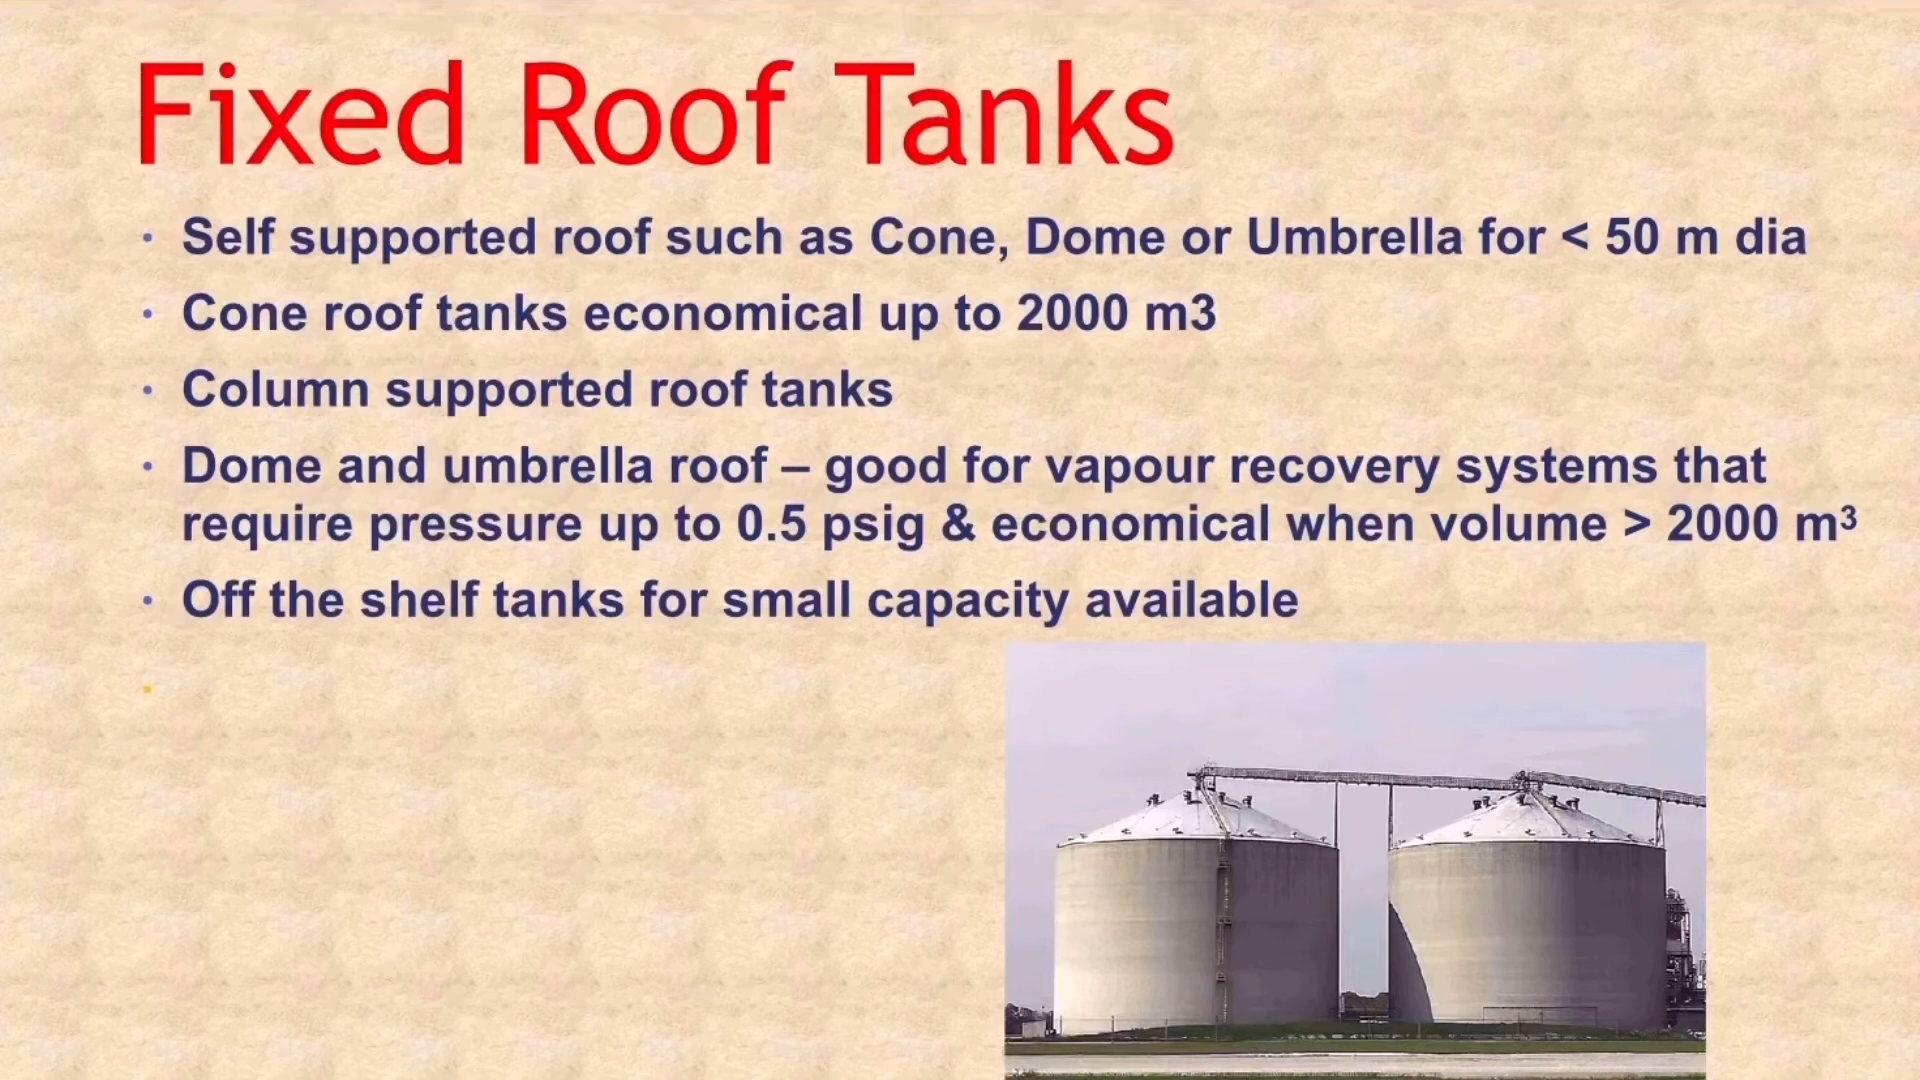 Fixed Roof Tanks
• Self supported roof such as Cone, Dome or Umbrella for < 50 m dia
• Cone roof tanks economical up to 2000 m3
• Column supported roof tanks
• Dome and umbrella roof – good for vapour recovery systems that
require pressure up to 0.5 psig & economical when volume > 2000 m³
• Off the shelf tanks for small capacity available